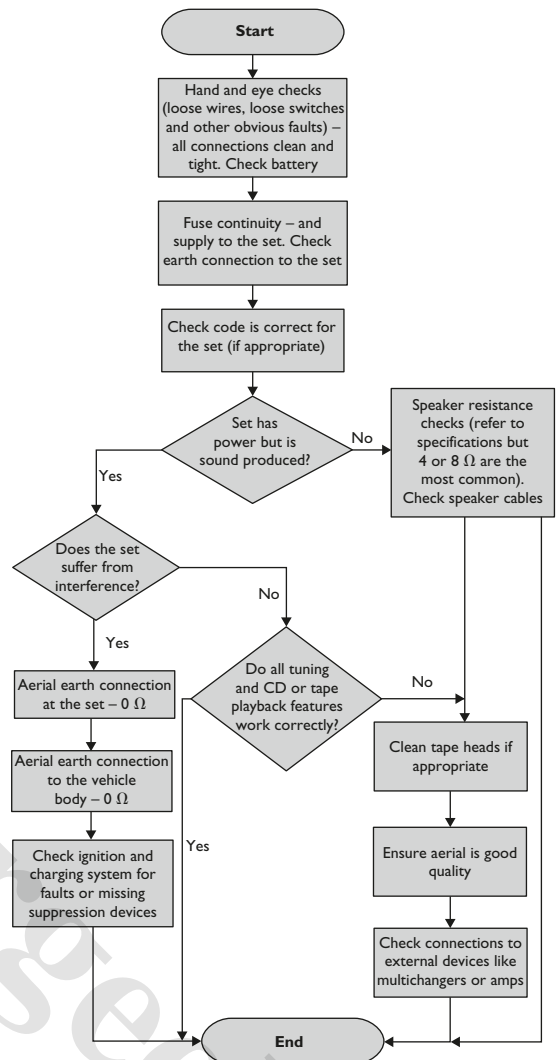 Start
Hand and eye checks
(loose wires, loose switches
and other obvious faults) –
all connections clean and
tight. Check battery
Fuse continuity – and
supply to the set. Check
earth connection to the set
Check code is correct for
the set (if appropriate)
Set has
power but is
sound produced?
No
Yes
Speaker resistance
checks (refer to
specifications but
4 or 8 Ω are the
most common).
Check speaker cables
Does the set
suffer from
interference?
No
Yes
Do all tuning
and CD or tape
playback features
work correctly?
No
Yes
Aerial earth connection
at the set – 0 Ω
Aerial earth connection
to the vehicle
body – 0 Ω
Check ignition and
charging system for
faults or missing
suppression devices
Clean tape heads if
appropriate
Ensure aerial is good
quality
Check connections to
external devices like
multichangers or amps
End